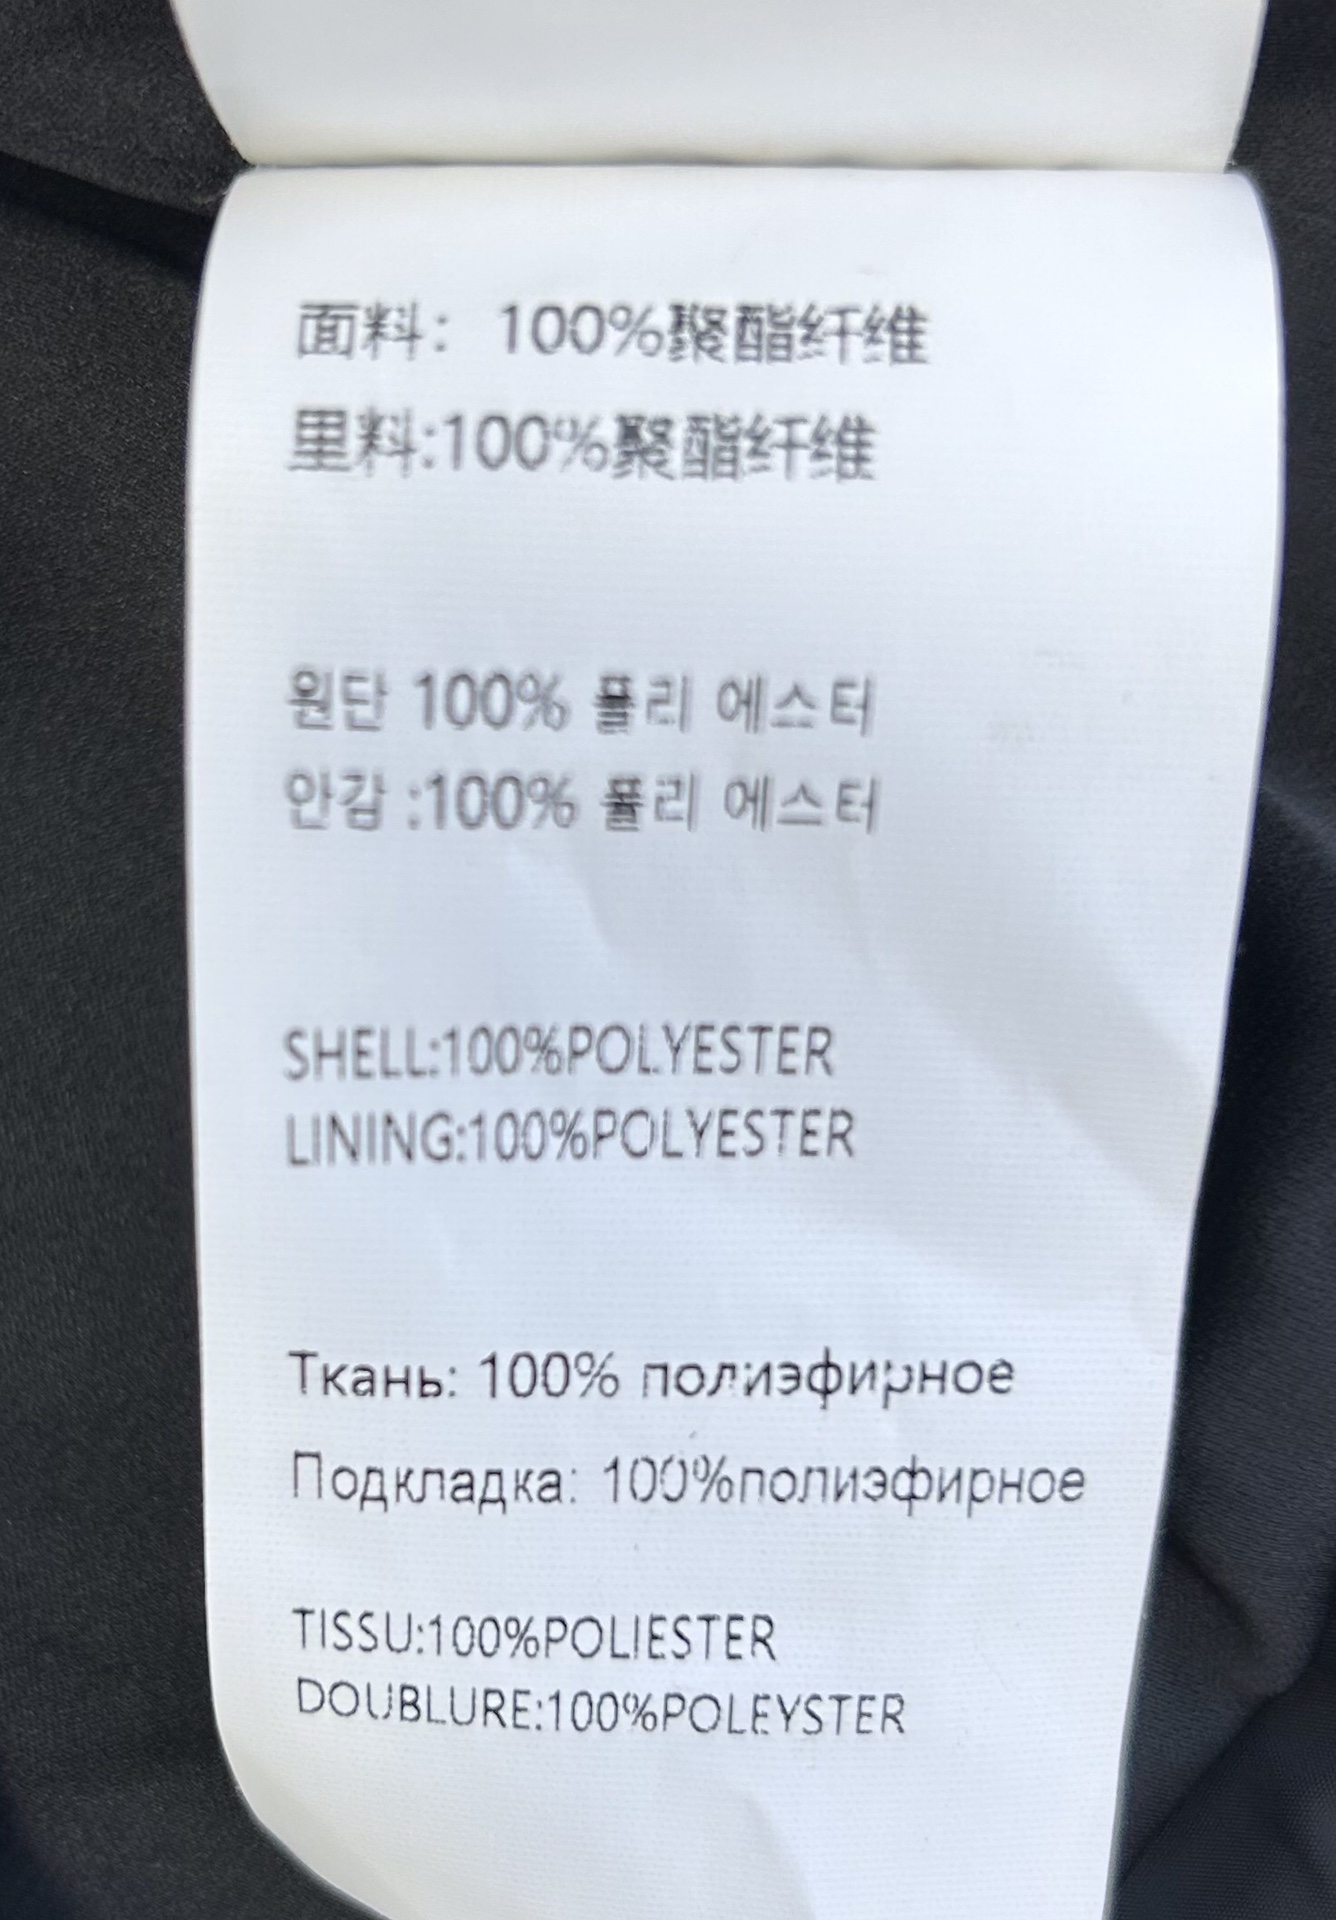 面料：100%聚酯纤维
里料:100%聚酯纤维
원단 100% 폴리 에스터
안감 :100% 폴리 에스터
SHELL:100%POLYESTER
LINING:100%POLYESTER
Ткань: 100% полиэфирное
Подкладка: 100%полиэфирное
TISSU:100%POLIESTER
DOUBLURE:100%POLEYSTER